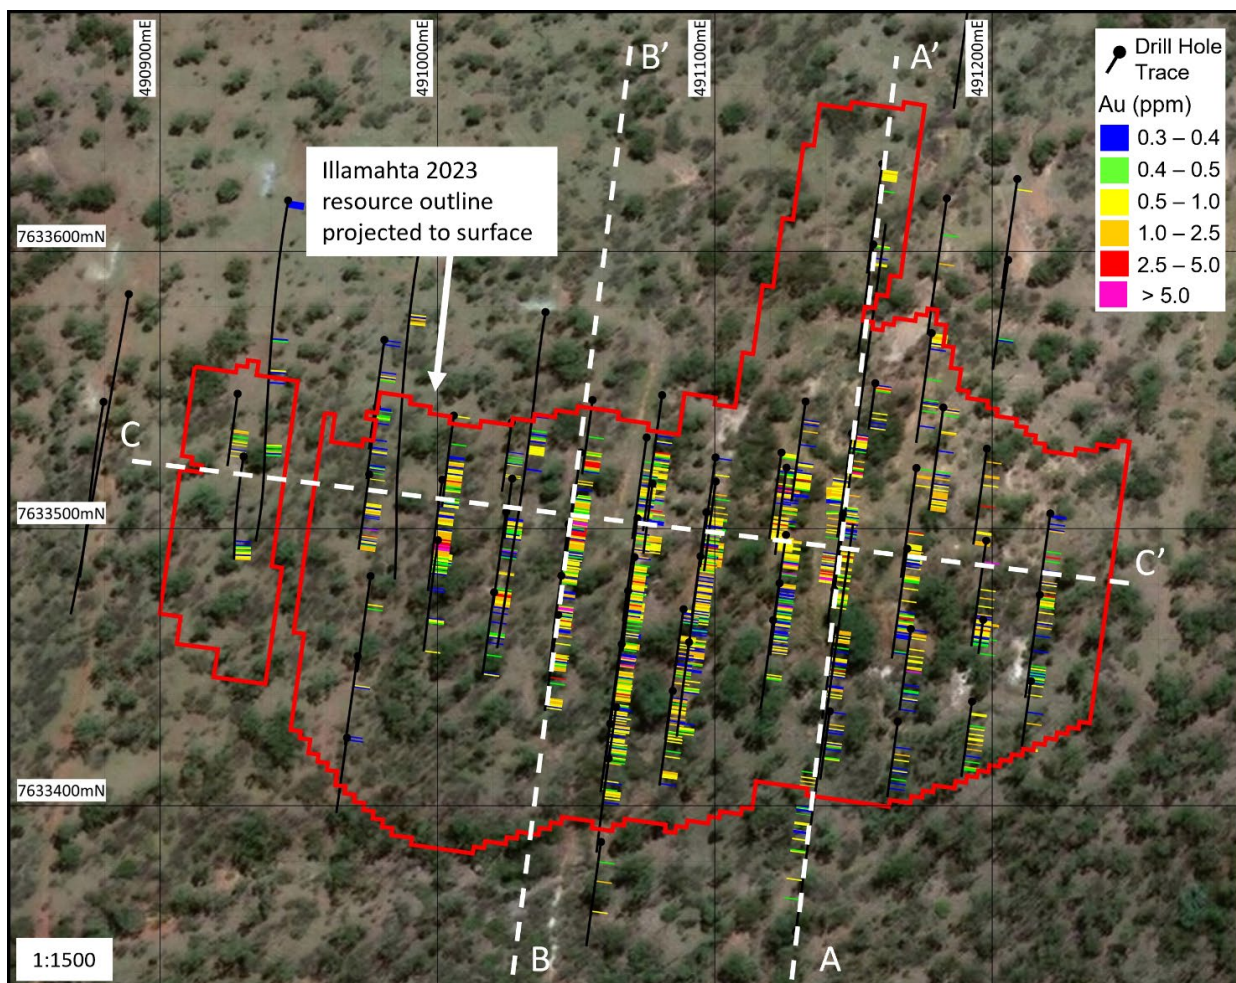 490900mE
491000mE
491100mE
491200mE
B’
A’
Drill Hole
Trace
Au (ppm)
0.3 – 0.4
0.4 – 0.5
0.5 – 1.0
1.0 – 2.5
2.5 – 5.0
> 5.0
Illamahta 2023
resource outline
projected to surface
7633600mN
C
7633500mN
C’
7633400mN
1:1500
B
A